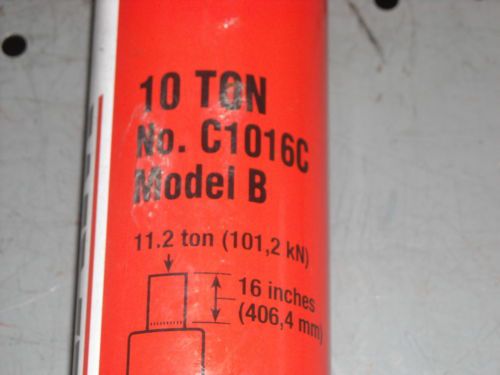 10 TON
No. C1016C
Model B
11.2 ton (101,2 kN)
16 inches
(406,4 mm)